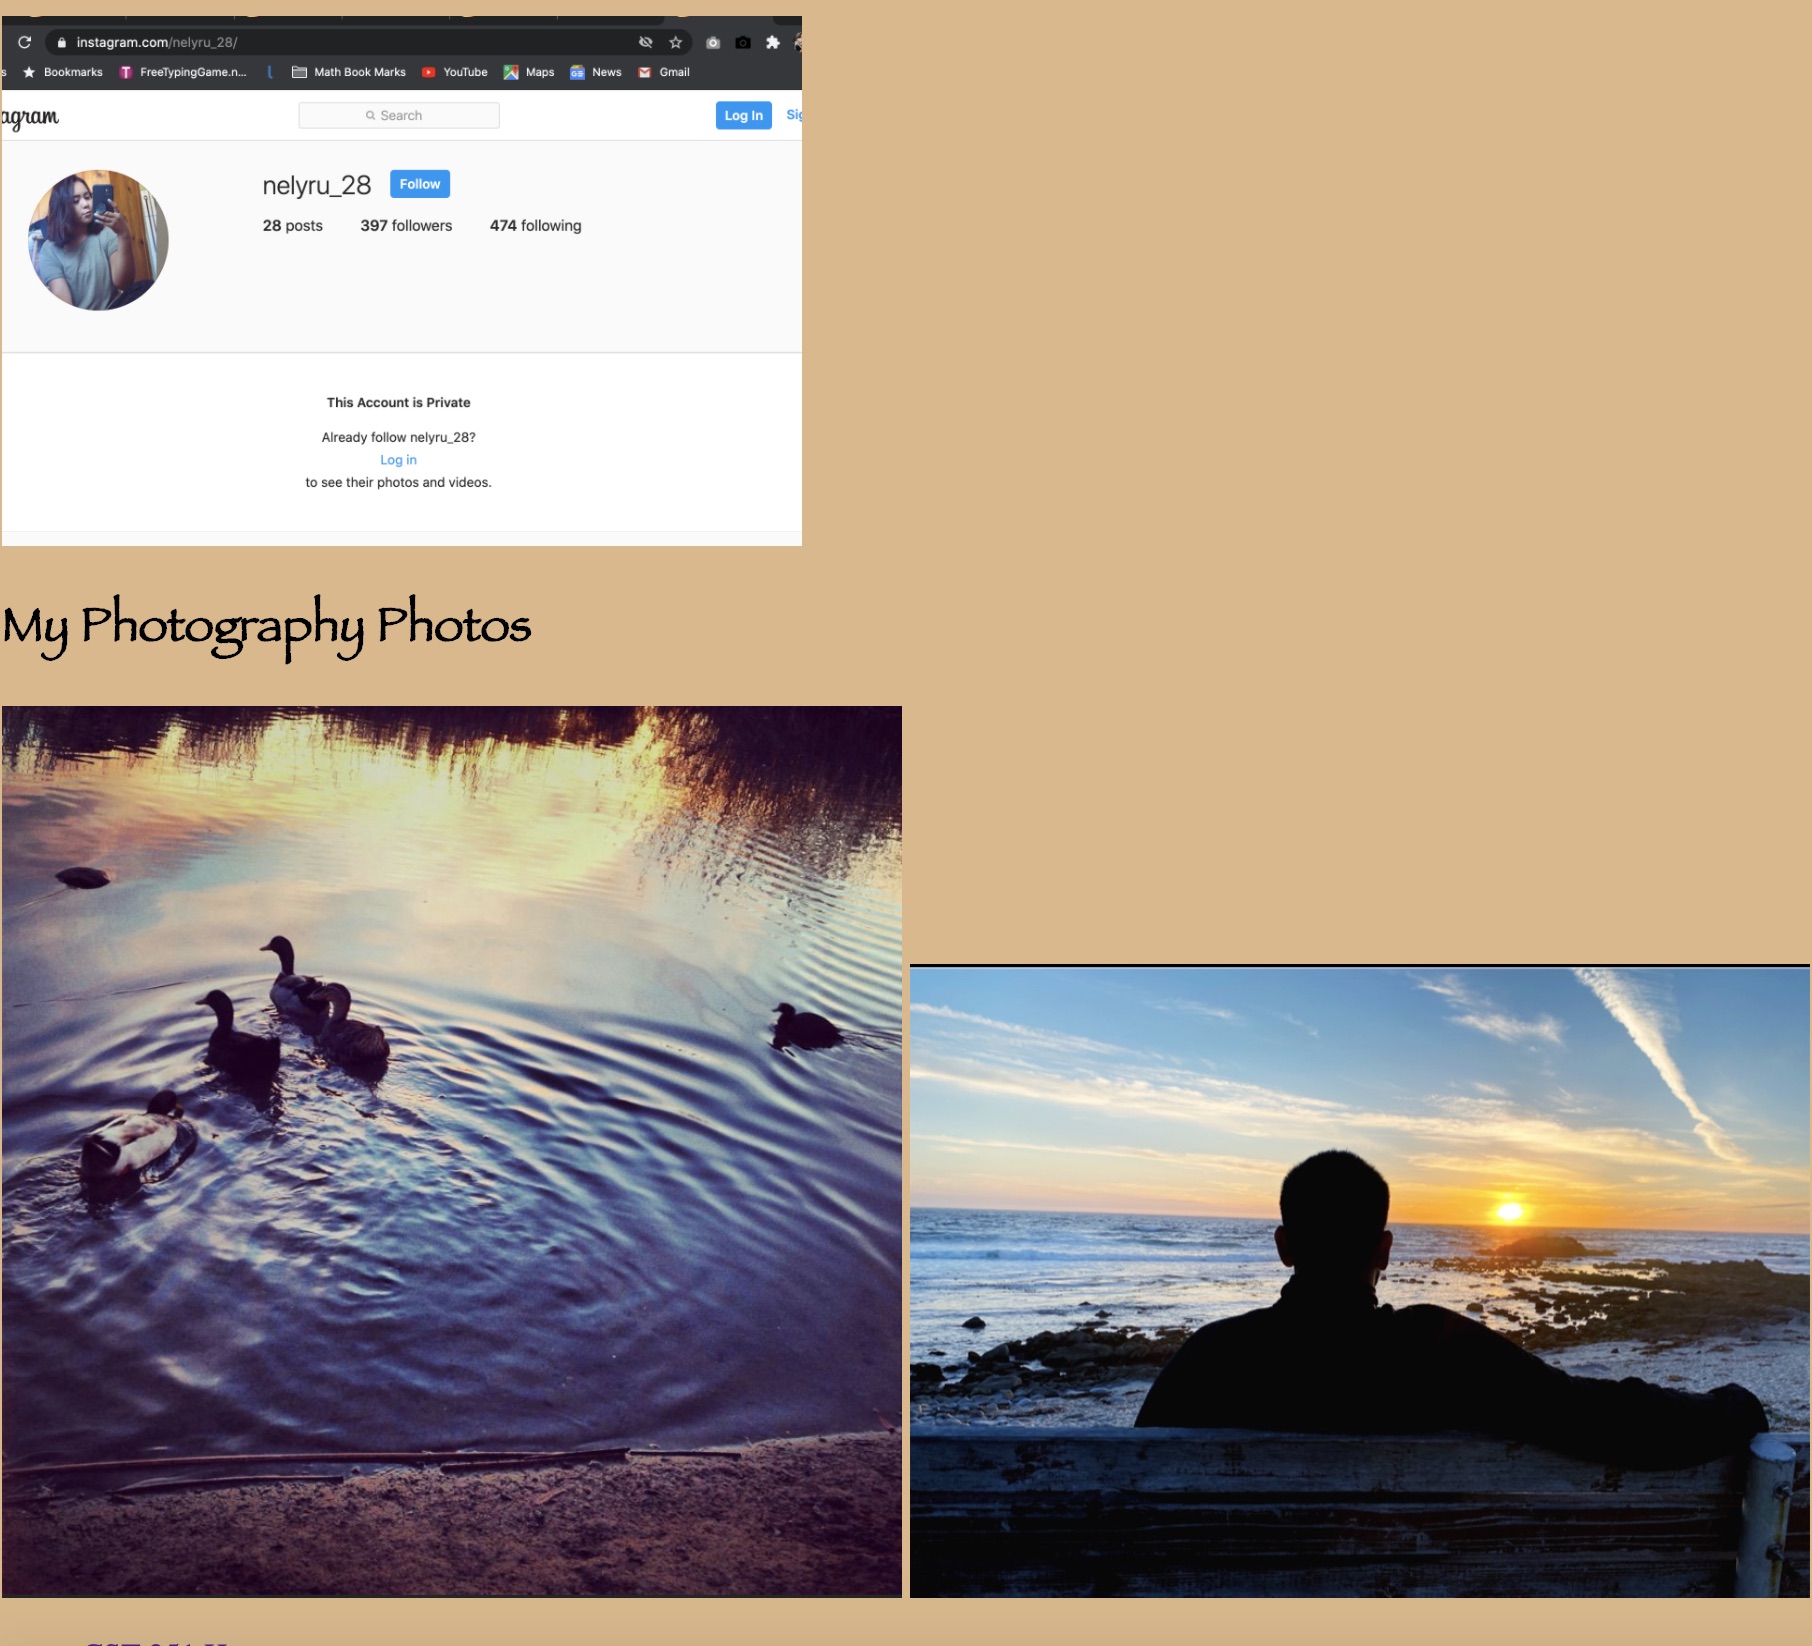 instagram.com/nelyru_28/
s Bookmarks FreeTypingGame.n... Math Book Marks YouTube Maps News Gmail
agram Search Log In Sig
nelyru_28 Follow
28 posts 397 followers 474 following
This Account is Private
Already follow nelyru_28?
Log in
to see their photos and videos.
My Photography Photos